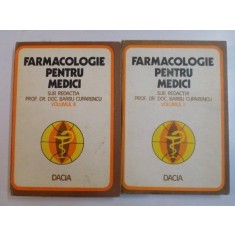 FARMACOLOGIE
PENTRU
MEDICI
SUB REDACTIA
PROF. DR. DOC. BARBU CUPARENCU
VOLUMUL II
DACIA
FARMACOLOGIE
PENTRU
MEDICI
SUB REDACTIA
PROF. DR. DOC. BARBU CUPARENCU
VOLUMUL I
DACIA